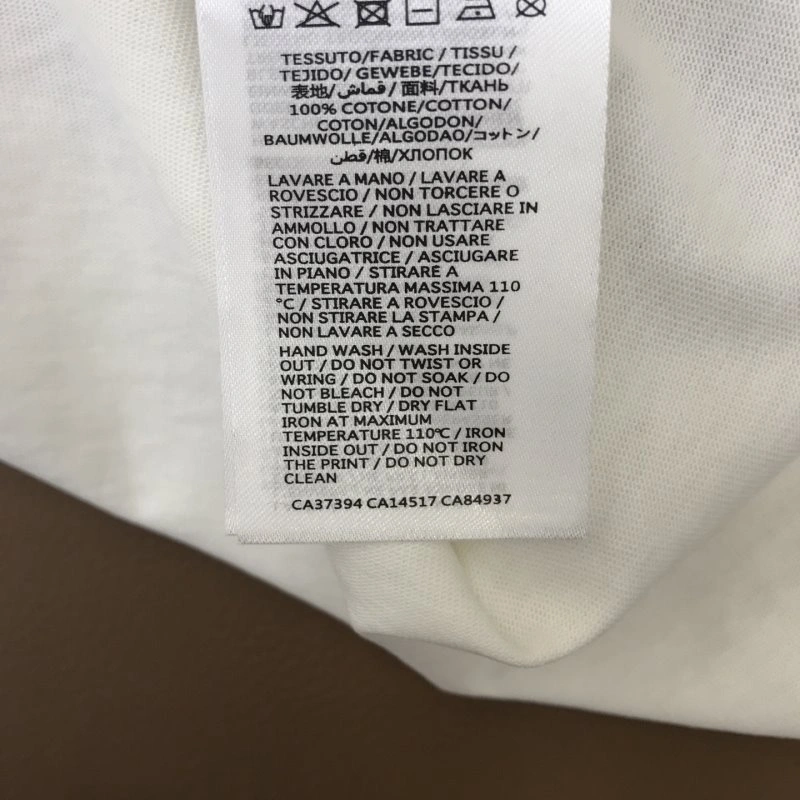 TESSUTO/FABRIC / TISSU /
TEJIDO/ GEWEBE/TECIDO/
表地/ قماش/ 面料/ТКАНЬ
100% COTONE/COTTON/
COTON/ALGODON/
BAUMWOLLE/ALGODAO/コットン/
قطن/棉/ХЛОПОК
LAVARE A MANO / LAVARE A
ROVESCIO / NON TORCERE O
STRIZZARE / NON LASCIARE IN
AMMOLLO / NON TRATTARE
CON CLORO / NON USARE
ASCIUGATRICE / ASCIUGARE
IN PIANO / STIRARE A
TEMPERATURA MASSIMA 110
°C / STIRARE A ROVESCIO /
NON STIRARE LA STAMPA /
NON LAVARE A SECCO
HAND WASH / WASH INSIDE
OUT / DO NOT TWIST OR
WRING / DO NOT SOAK / DO
NOT BLEACH / DO NOT
TUMBLE DRY / DRY FLAT
IRON AT MAXIMUM
TEMPERATURE 110℃ / IRON
INSIDE OUT / DO NOT IRON
THE PRINT / DO NOT DRY
CLEAN
CA37394 CA14517 CA84937